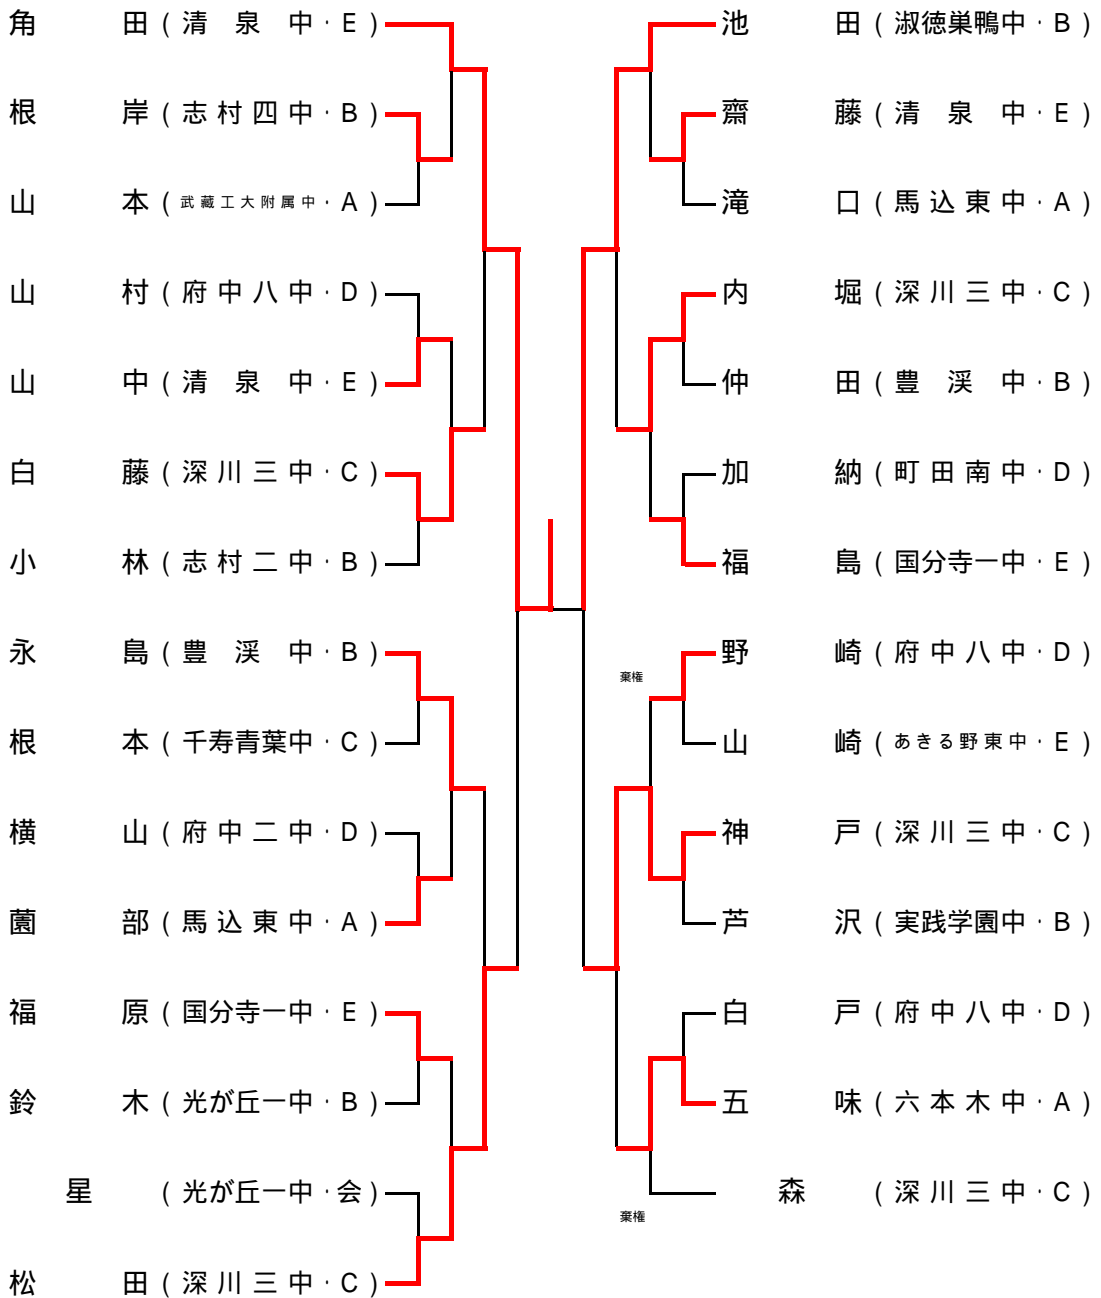 角田(清泉中・E)
根岸(志村四中・B)
山本(武蔵工大附属中・A)
山村(府中八中・D)
山中(清泉中・E)
白藤(深川三中・C)
小林(志村二中・B)
永島(豊渓中・B)
根本(千寿青葉中・C)
横山(府中二中・D)
薗部(馬込東中・A)
福原(国分寺一中・E)
鈴木(光が丘一中・B)
星(光が丘一中・会)
松田(深川三中・C)
池田(淑徳巣鴨中・B)
齋藤(清泉中・E)
滝口(馬込東中・A)
内堀(深川三中・C)
仲田(豊渓中・B)
加納(町田南中・D)
福島(国分寺一中・E)
野崎(府中八中・D)
棄権
山崎(あきる野東中・E)
神戸(深川三中・C)
芦沢(実践学園中・B)
白戸(府中八中・D)
五味(六本木中・A)
森(深川三中・C)
棄権